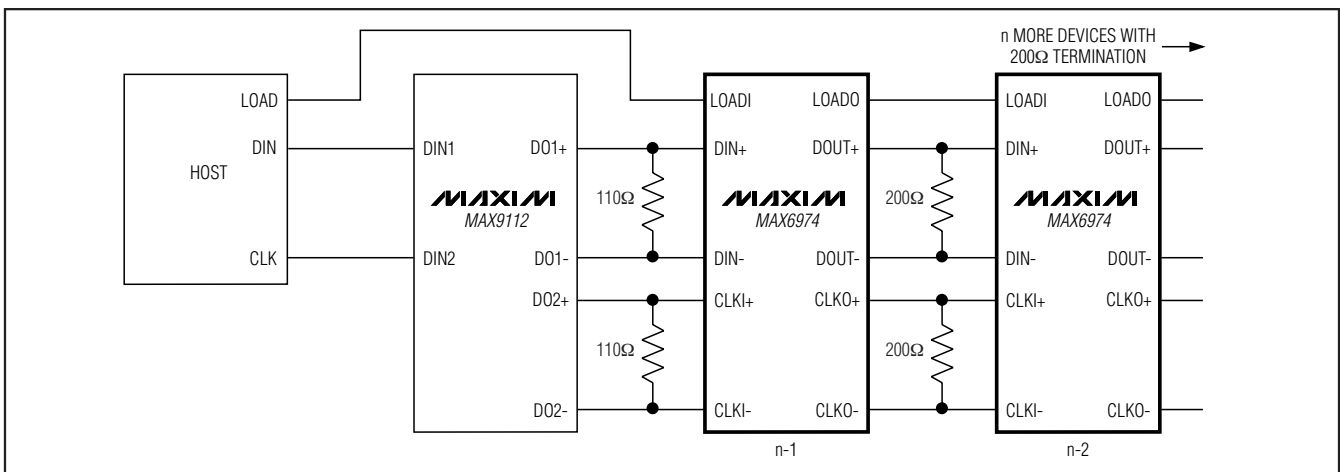 n MORE DEVICES WITH
200Ω TERMINATION
HOST
LOAD
DIN
CLK
DIN1
DIN2
DO1+
DO1-
DO2+
DO2-
MAXIM
MAX9112
110Ω
110Ω
LOADI
LOADO
DIN+
DOUT+
MAXIM
MAX6974
DIN-
DOUT-
CLKI+
CLKO+
CLKI-
CLKO-
n-1
200Ω
200Ω
LOADI
LOADO
DIN+
DOUT+
MAXIM
MAX6974
DIN-
DOUT-
CLKI+
CLKO+
CLKI-
CLKO-
n-2